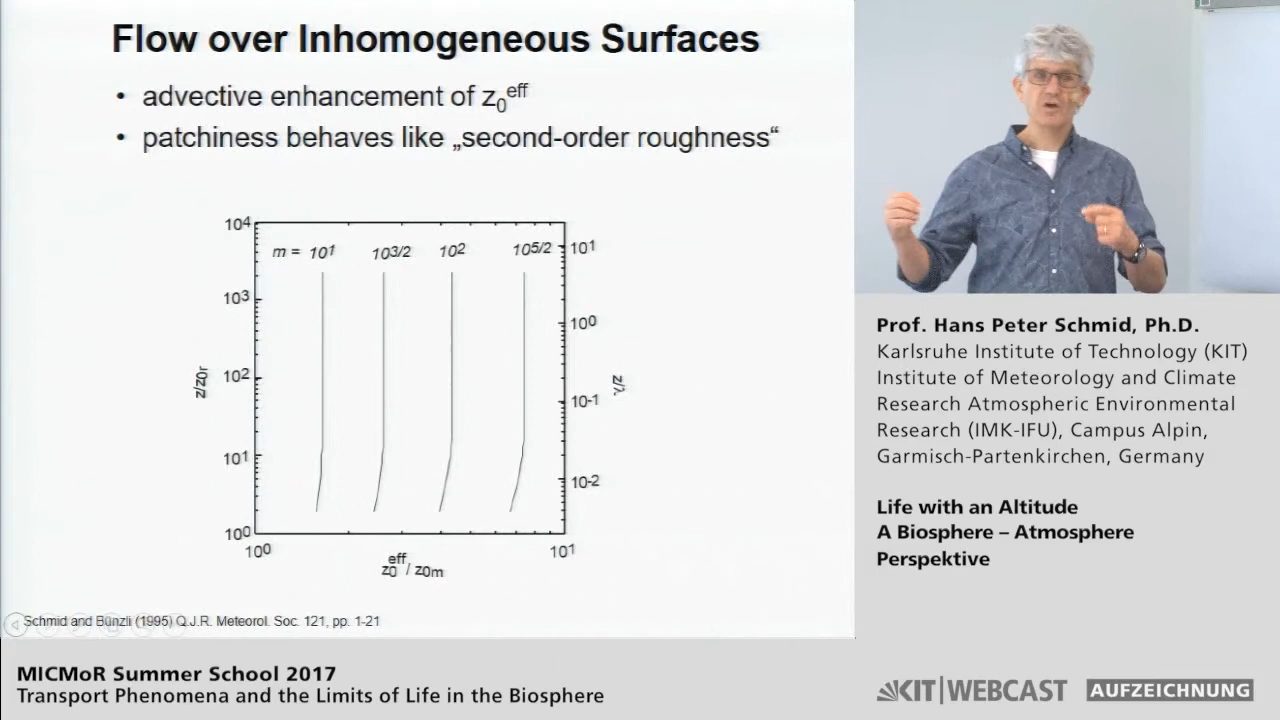 Flow over Inhomogeneous Surfaces
• advective enhancement of z₀ᵉᶠᶠ
• patchiness behaves like „second-order roughness“
10⁴
10³
10²
10¹
10⁰
z/z0r
m = 10¹ 10³/² 10² 10⁵/²
10¹
10⁰
10-1
10-2
z/λ
10⁰ 10¹
z₀ᵉᶠᶠ / z0m
Schmid and Bünzli (1995) Q.J.R. Meteorol. Soc. 121, pp. 1-21
Prof. Hans Peter Schmid, Ph.D.
Karlsruhe Institute of Technology (KIT)
Institute of Meteorology and Climate
Research Atmospheric Environmental
Research (IMK-IFU), Campus Alpin,
Garmisch-Partenkirchen, Germany
Life with an Altitude
A Biosphere – Atmosphere
Perspektive
MICMoR Summer School 2017
Transport Phenomena and the Limits of Life in the Biosphere
KIT|WEBCAST AUFZEICHNUNG